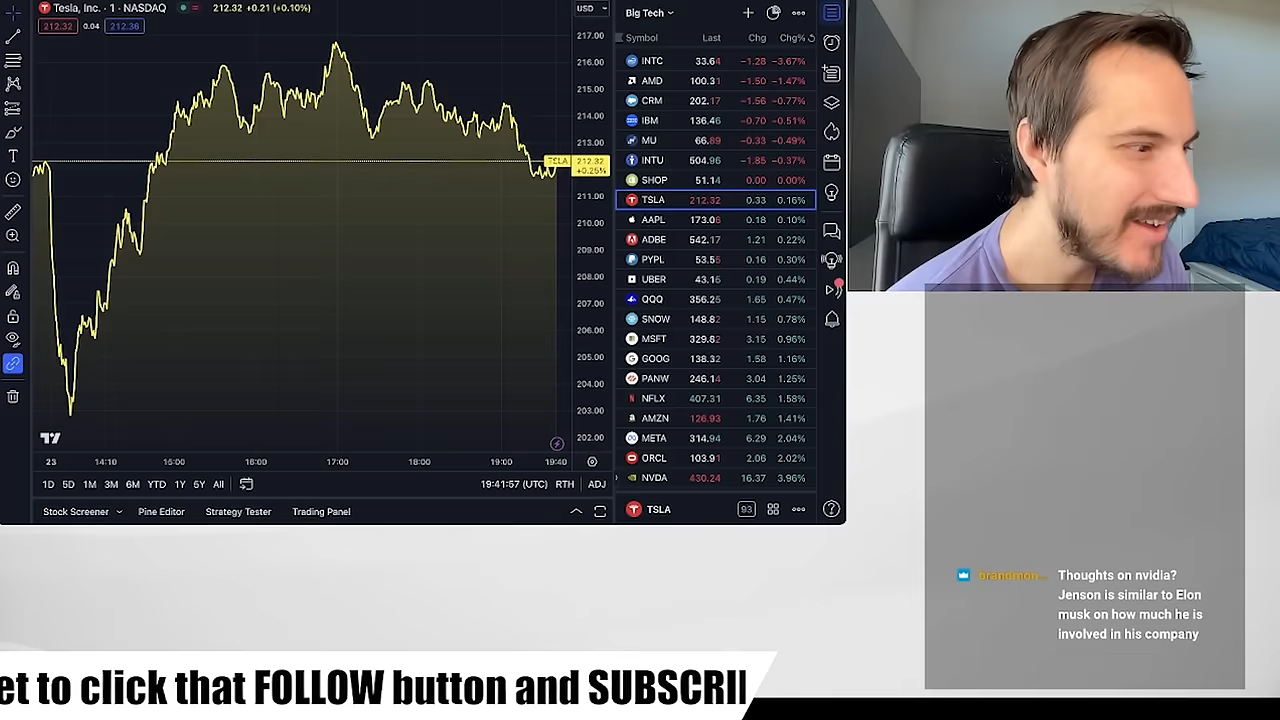 Tesla, Inc. · 1 · NASDAQ 212.32 +0.21 (+0.10%) USD
212.32 0.04 212.36
217.00
216.00
215.00
214.00
213.00
TSLA 212.32
+0.25%
211.00
210.00
209.00
208.00
207.00
206.00
205.00
204.00
203.00
202.00
23 14:10 15:00 16:00 17:00 18:00 19:00 19:40
1D 5D 1M 3M 6M YTD 1Y 5Y All 19:41:57 (UTC) RTH ADJ
Stock Screener Pine Editor Strategy Tester Trading Panel
Big Tech
Symbol Last Chg Chg%
INTC 33.64 −1.28 −3.67%
AMD 100.31 −1.50 −1.47%
CRM 202.17 −1.56 −0.77%
IBM 136.46 −0.70 −0.51%
MU 66.89 −0.33 −0.49%
INTU 504.96 −1.85 −0.37%
SHOP 51.14 0.00 0.00%
TSLA 212.32 0.33 0.16%
AAPL 173.06 0.18 0.10%
ADBE 542.17 1.21 0.22%
PYPL 53.55 0.16 0.30%
UBER 43.15 0.19 0.44%
QQQ 356.25 1.65 0.47%
SNOW 148.82 1.15 0.78%
MSFT 329.82 3.15 0.96%
GOOG 138.32 1.58 1.16%
PANW 246.14 3.04 1.25%
NFLX 407.31 6.35 1.58%
AMZN 126.93 1.76 1.41%
META 314.94 6.29 2.04%
ORCL 103.91 2.06 2.02%
NVDA 430.24 16.37 3.96%
TSLA 93
brandmon... Thoughts on nvidia?
Jenson is similar to Elon
musk on how much he is
involved in his company
et to click that FOLLOW button and SUBSCRI